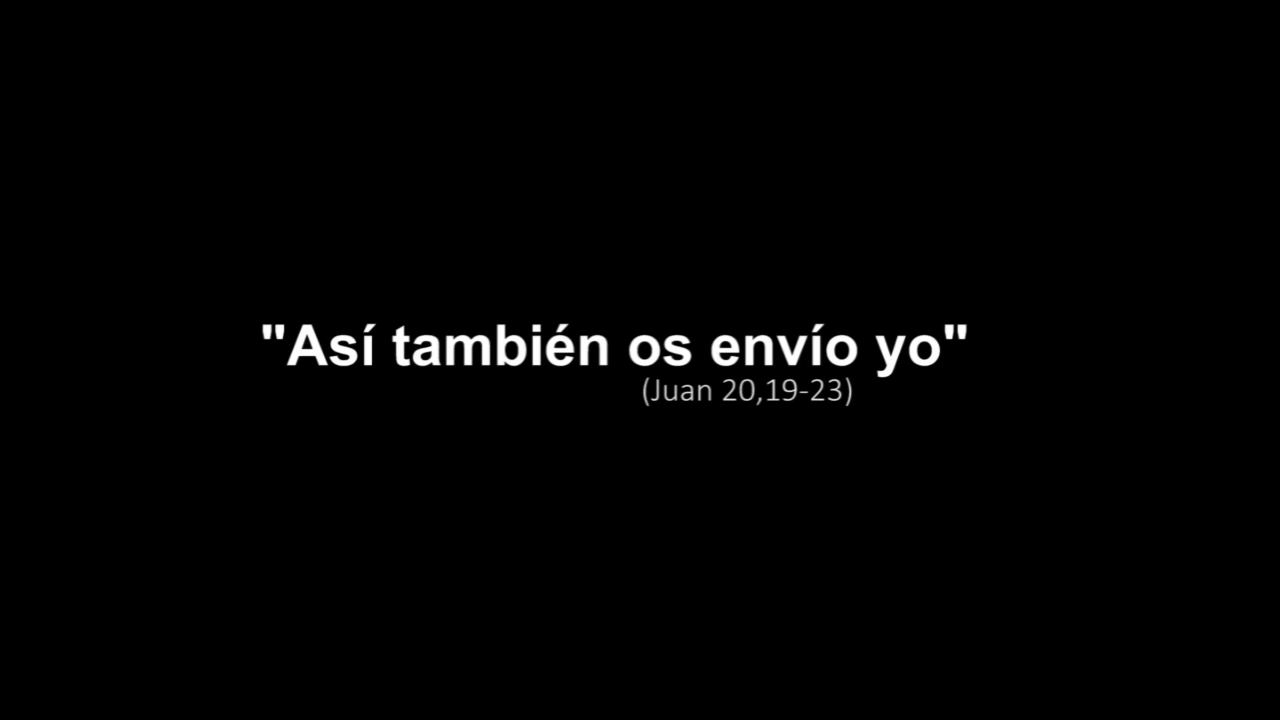 "Así también os envío yo"
(Juan 20,19-23)